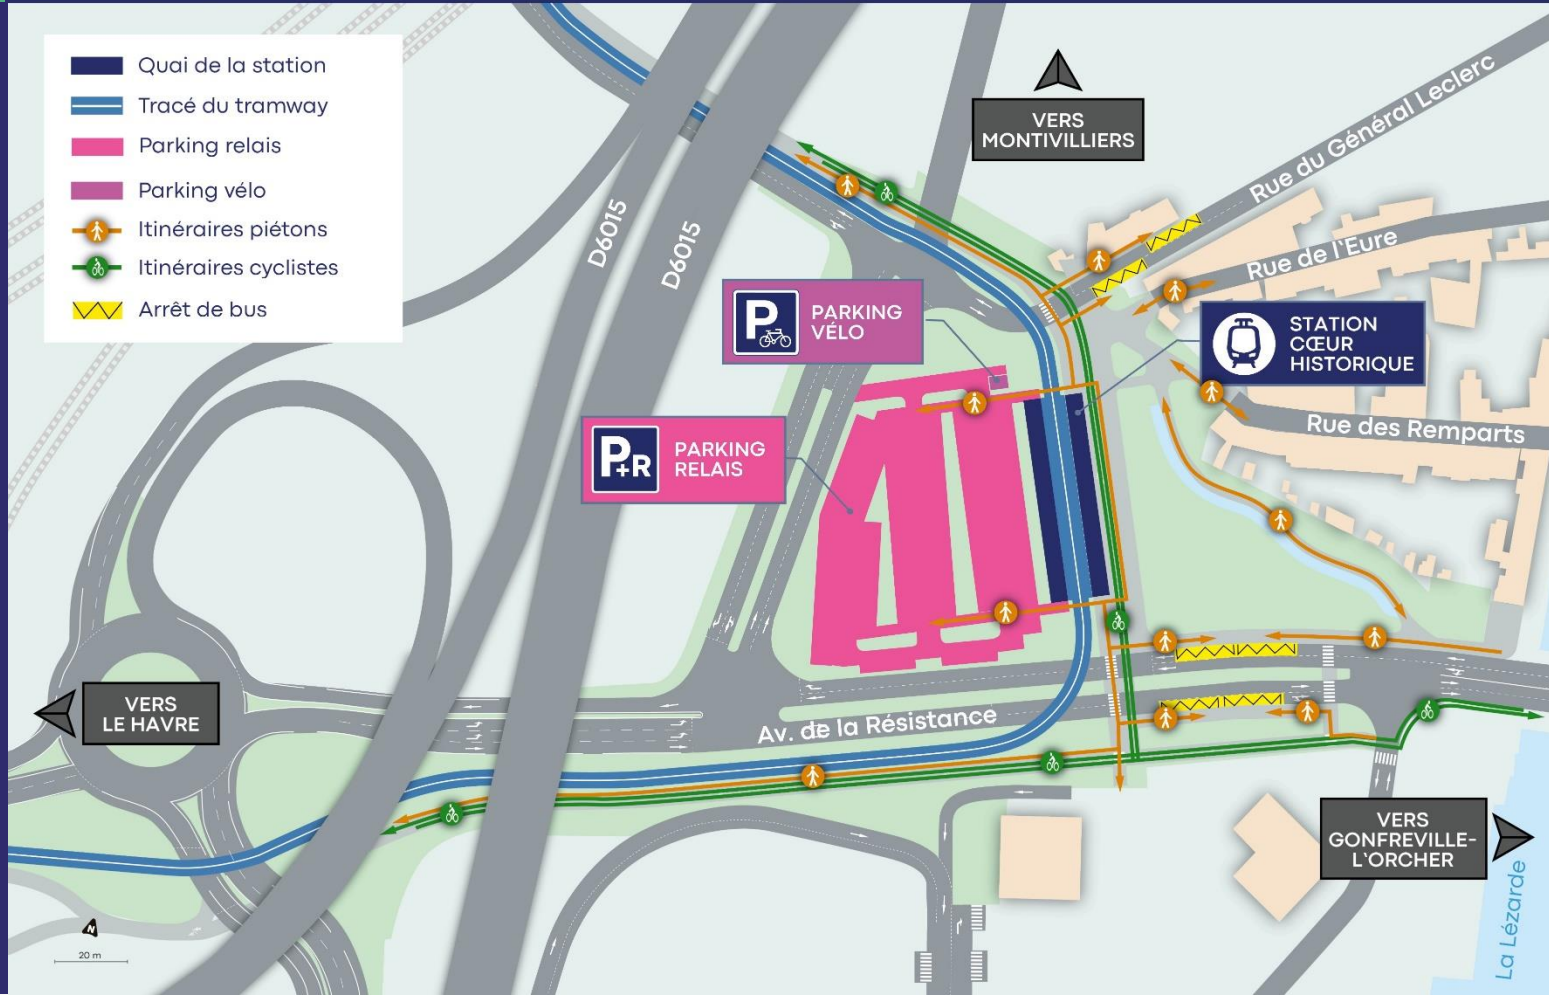 Quai de la station
Tracé du tramway
Parking relais
Parking vélo
Itinéraires piétons
Itinéraires cyclistes
Arrêt de bus
VERS
MONTIVILLIERS
Rue du Général Leclerc
Rue de l'Eure
D6015
D6015
P
PARKING
VÉLO
STATION
CŒUR
HISTORIQUE
Rue des Remparts
P+R
PARKING
RELAIS
VERS
LE HAVRE
Av. de la Résistance
VERS
GONFREVILLE-
L'ORCHER
La Lézarde
N
20 m